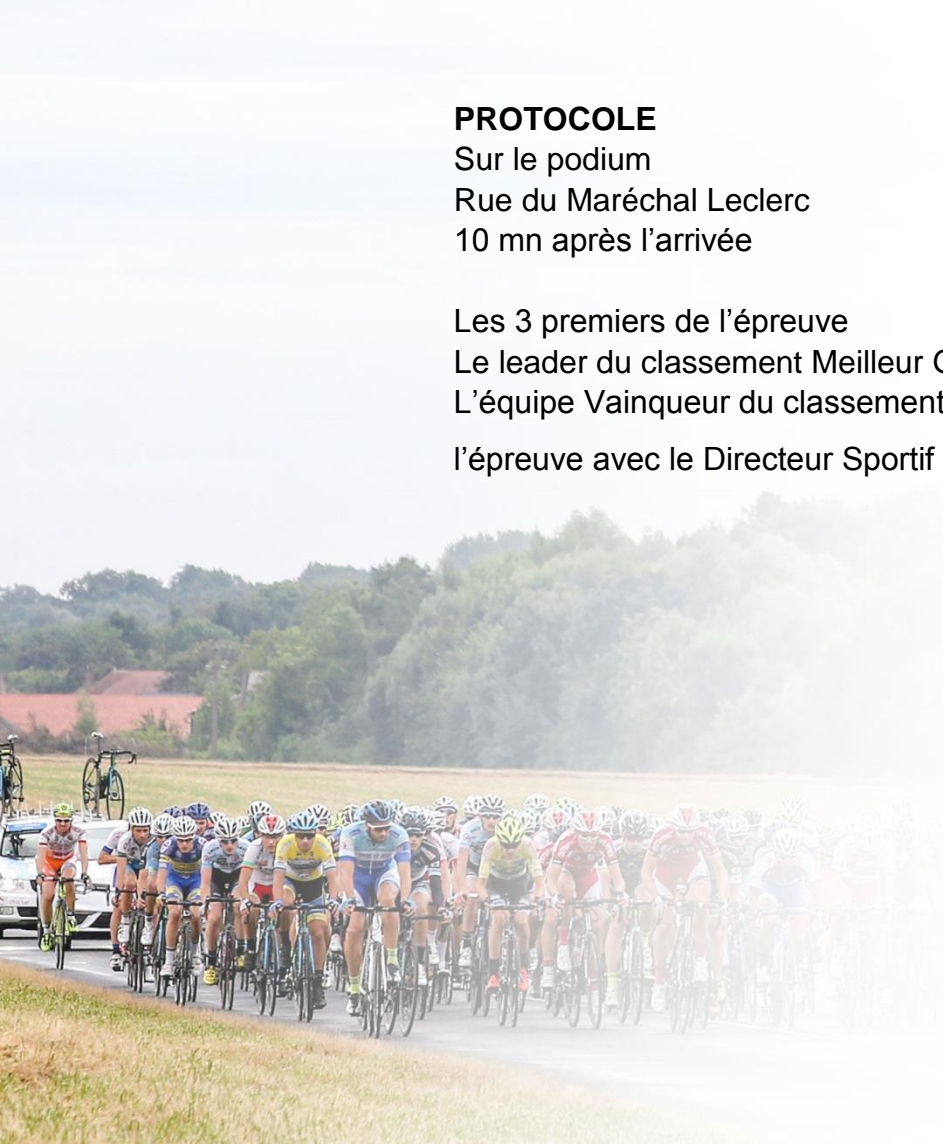 PROTOCOLE
Sur le podium
Rue du Maréchal Leclerc
10 mn après l’arrivée
Les 3 premiers de l’épreuve
Le leader du classement Meilleur
L’équipe Vainqueur du classement
l’épreuve avec le Directeur Sportif